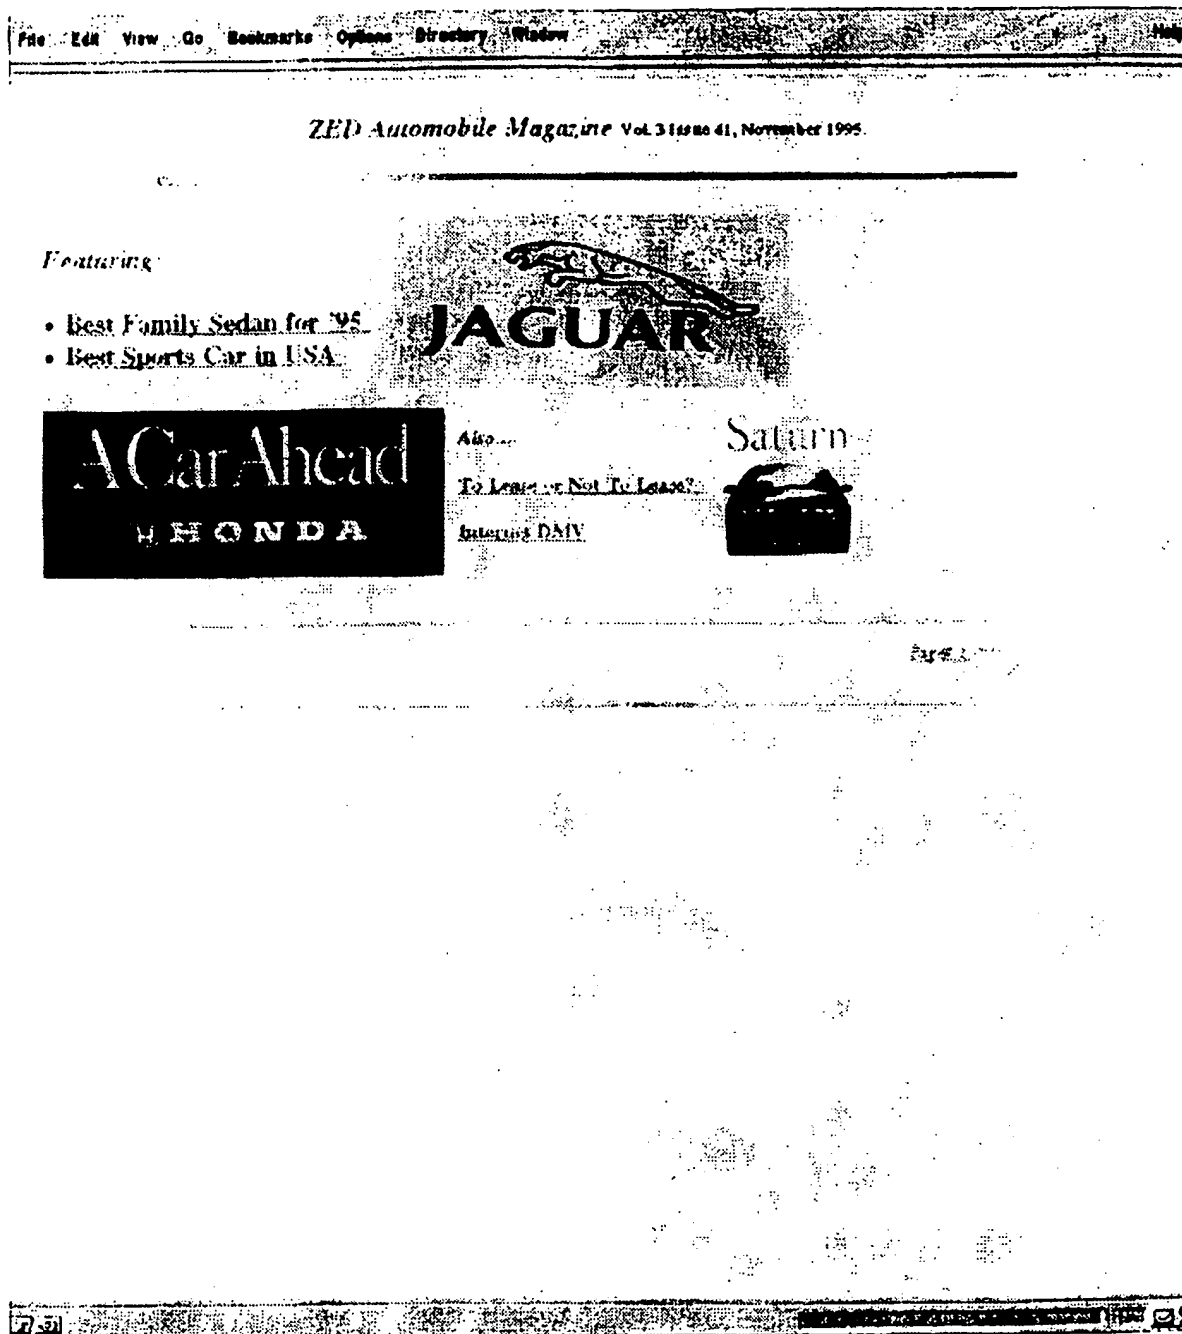 File Edit View Go Bookmarks Options Directory Window Help
ZED Automobile Magazine Vol. 3 Issue 41, November 1995.
Featuring:
• Best Family Sedan for '95
• Best Sports Car in USA
JAGUAR
A Car Ahead
HONDA
Also...
To Lease or Not To Lease?
Internet DMV
Saturn
Page